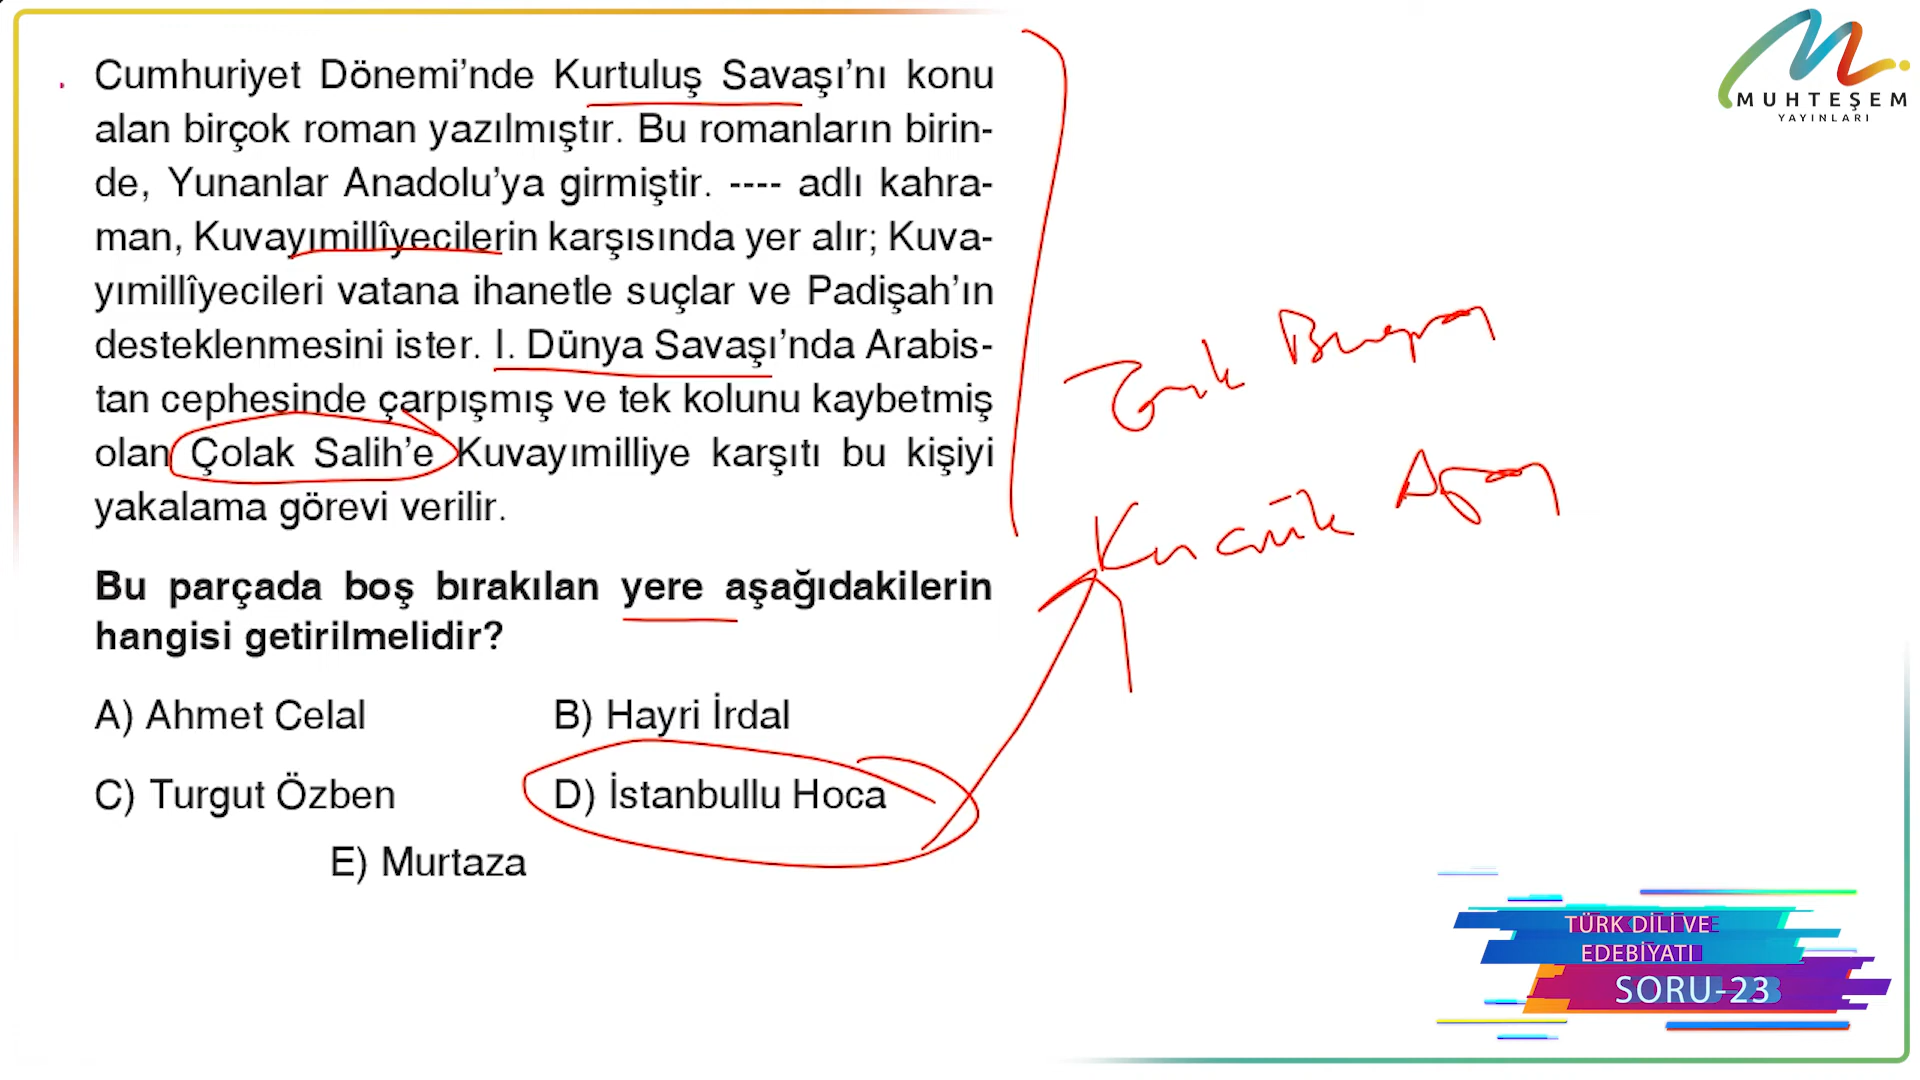 MUHTEŞEM
YAYINLARI
Cumhuriyet Dönemi’nde Kurtuluş Savaşı’nı konu
alan birçok roman yazılmıştır. Bu romanların birin-
de, Yunanlar Anadolu’ya girmiştir. ---- adlı kahra-
man, Kuvayımillîyecilerin karşısında yer alır; Kuva-
yımillîyecileri vatana ihanetle suçlar ve Padişah’ın
desteklenmesini ister. I. Dünya Savaşı’nda Arabis-
tan cephesinde çarpışmış ve tek kolunu kaybetmiş
olan Çolak Salih’e Kuvayımilliye karşıtı bu kişiyi
yakalama görevi verilir.
Bu parçada boş bırakılan yere aşağıdakilerin
hangisi getirilmelidir?
A) Ahmet Celal B) Hayri İrdal
C) Turgut Özben D) İstanbullu Hoca
E) Murtaza
TÜRK DİLİ VE
EDEBİYATI
SORU-23